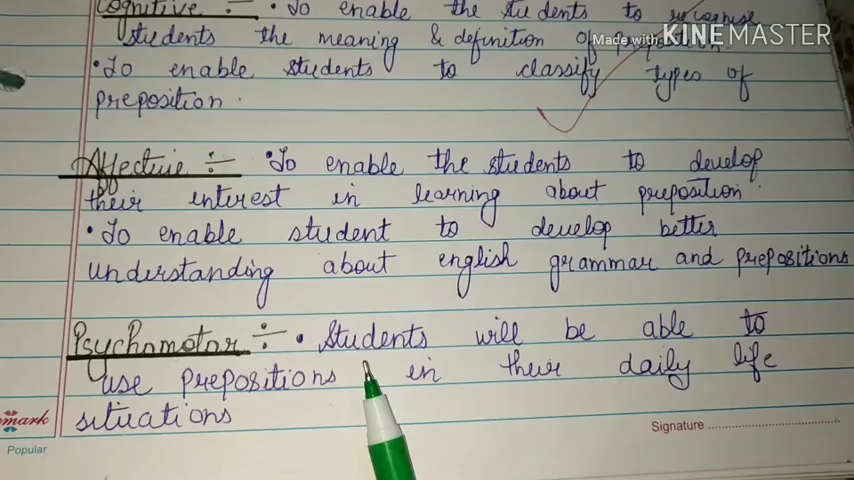 Cognitive ÷ • To enable the students to recognise
students the meaning & definition of preposition.
Made with KINEMASTER
• To enable students to classify types of
preposition.
Affective ÷ • To enable the students to develop
their interest in learning about preposition.
• To enable student to develop better
understanding about english grammar and prepositions
Psychomotor ÷ • Students will be able to
use prepositions in their daily life
situations
mark
Popular
Signature